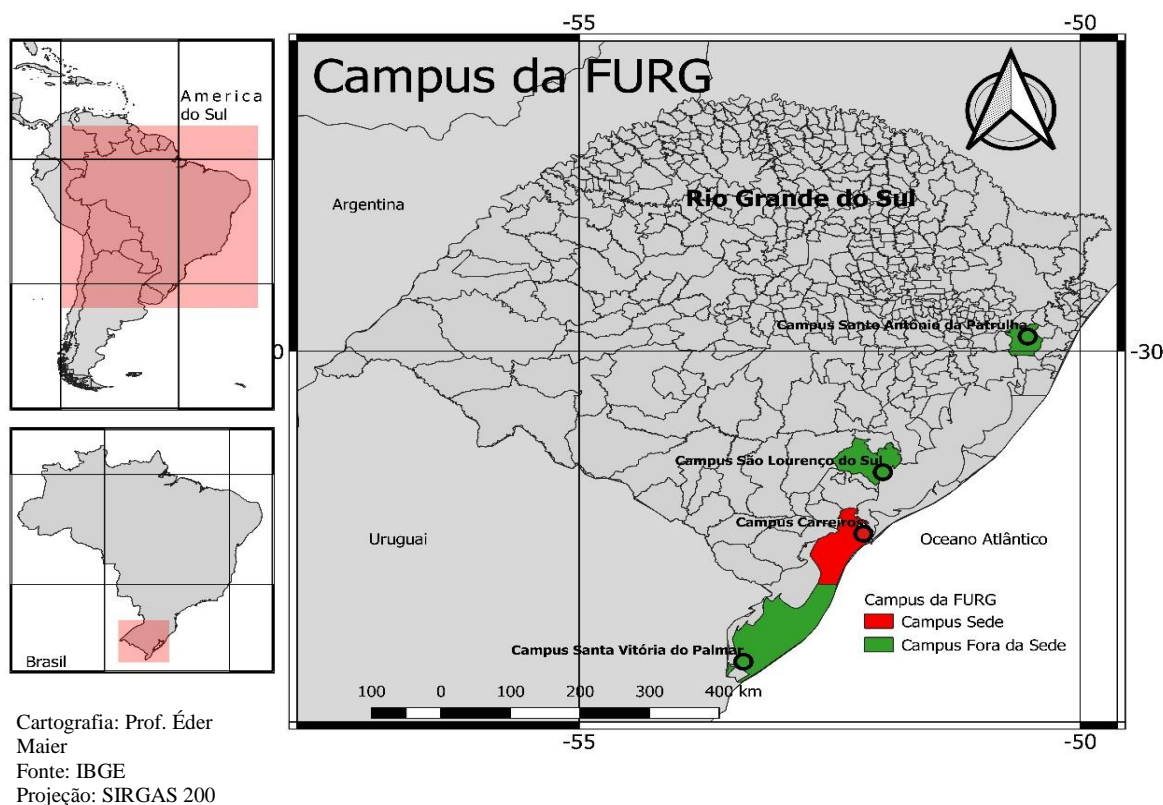 America
do Sul
Brasil
Cartografia: Prof. Éder
Maier
Fonte: IBGE
Projeção: SIRGAS 200
-55
-50
Campus da FURG
Argentina
Rio Grande do Sul
Campus Santo Antônio da Patrulha
0
-30
Campus São Lourenço do Sul
Campus Carreiros
Uruguai
Oceano Atlântico
Campus da FURG
Campus Sede
Campus Fora da Sede
Campus Santa Vitória do Palmar
100 0 100 200 300 400 km
-55
-50